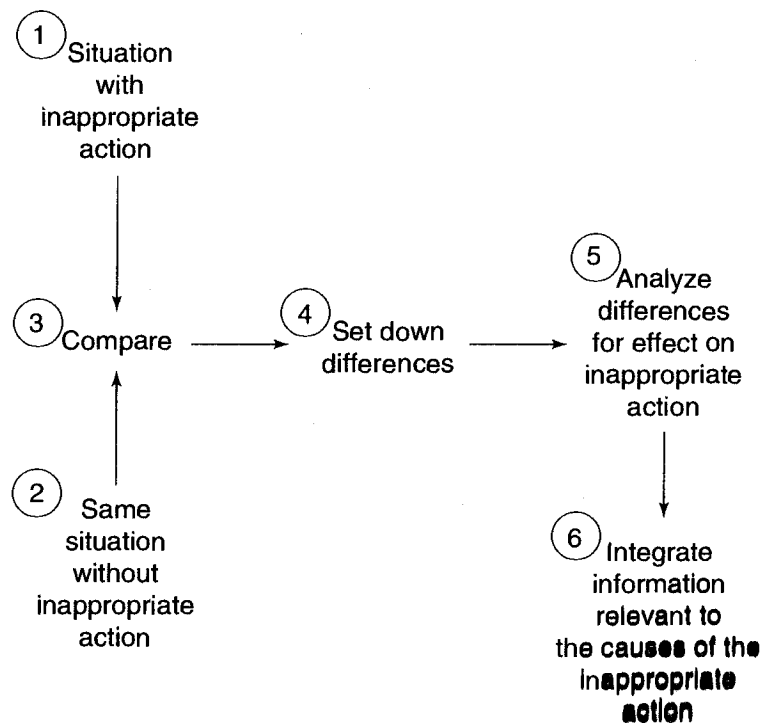 1
Situation
with
inappropriate
action
3
Compare
2
Same
situation
without
inappropriate
action
4
Set down
differences
5
Analyze
differences
for effect on
inappropriate
action
6
Integrate
information
relevant to
the causes of the
inappropriate
action